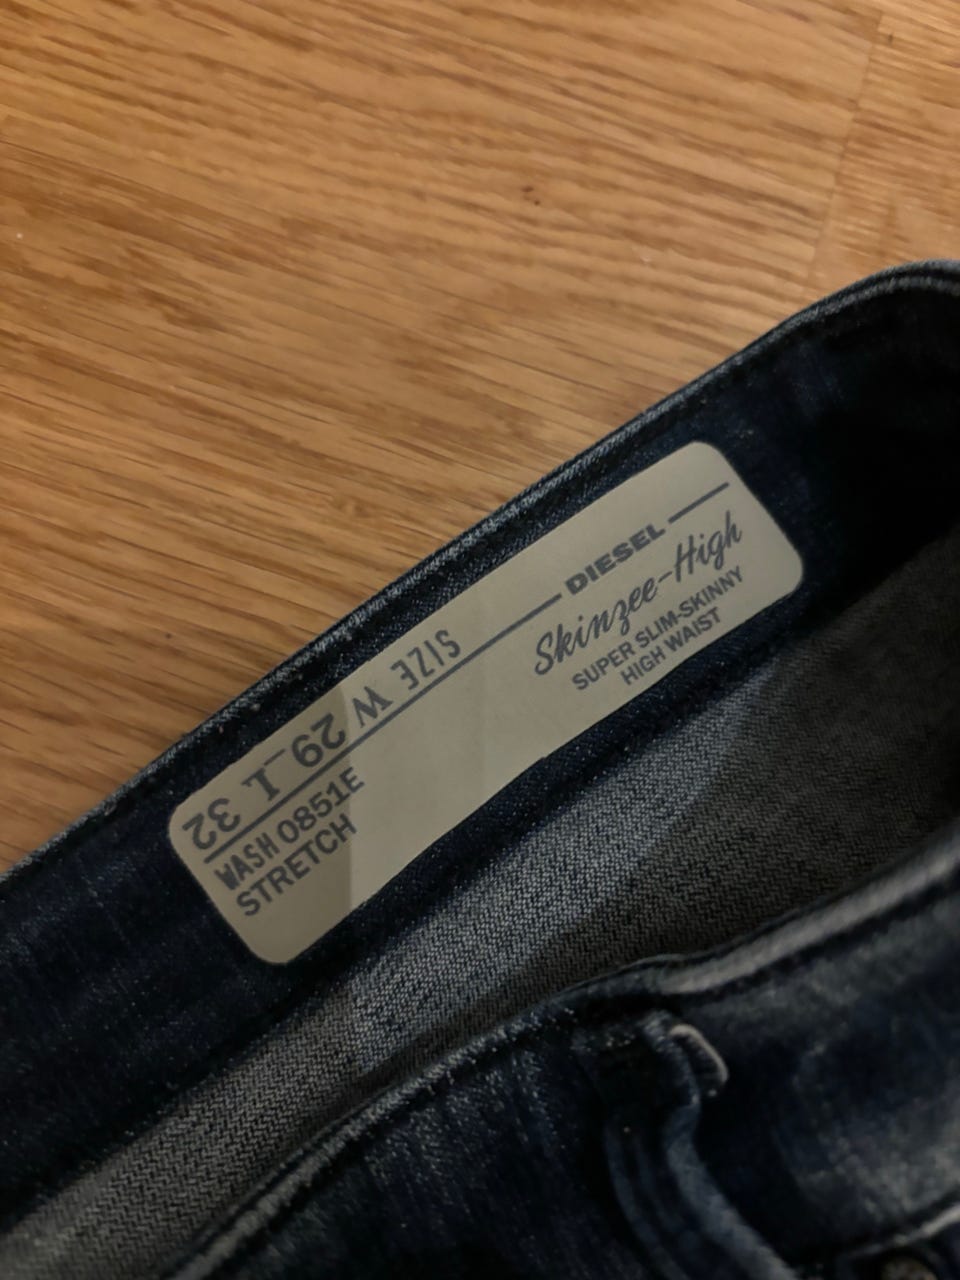 DIESEL
Skinzee-High
SUPER SLIM-SKINNY
HIGH WAIST
SIZE W 29 L 32
WASH 0851E
STRETCH